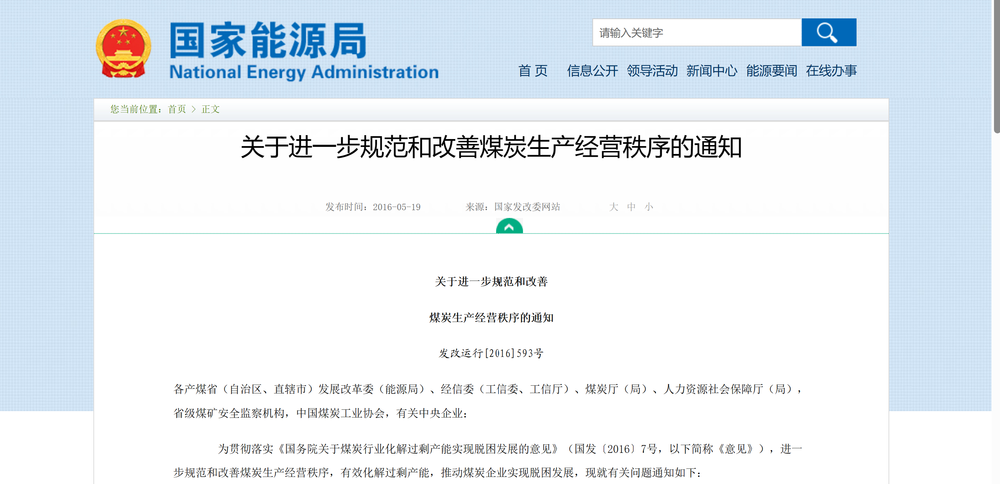 国家能源局
National Energy Administration
请输入关键字
首 页 信息公开 领导活动 新闻中心 能源要闻 在线办事
您当前位置：首页 > 正文
关于进一步规范和改善煤炭生产经营秩序的通知
发布时间：2016-05-19 来源：国家发改委网站 大 中 小
关于进一步规范和改善
煤炭生产经营秩序的通知
发改运行[2016]593号
各产煤省（自治区、直辖市）发展改革委（能源局）、经信委（工信委、工信厅）、煤炭厅（局）、人力资源社会保障厅（局），
省级煤矿安全监察机构，中国煤炭工业协会，有关中央企业：
为贯彻落实《国务院关于煤炭行业化解过剩产能实现脱困发展的意见》（国发〔2016〕7号，以下简称《意见》），进一
步规范和改善煤炭生产经营秩序，有效化解过剩产能，推动煤炭企业实现脱困发展，现就有关问题通知如下：